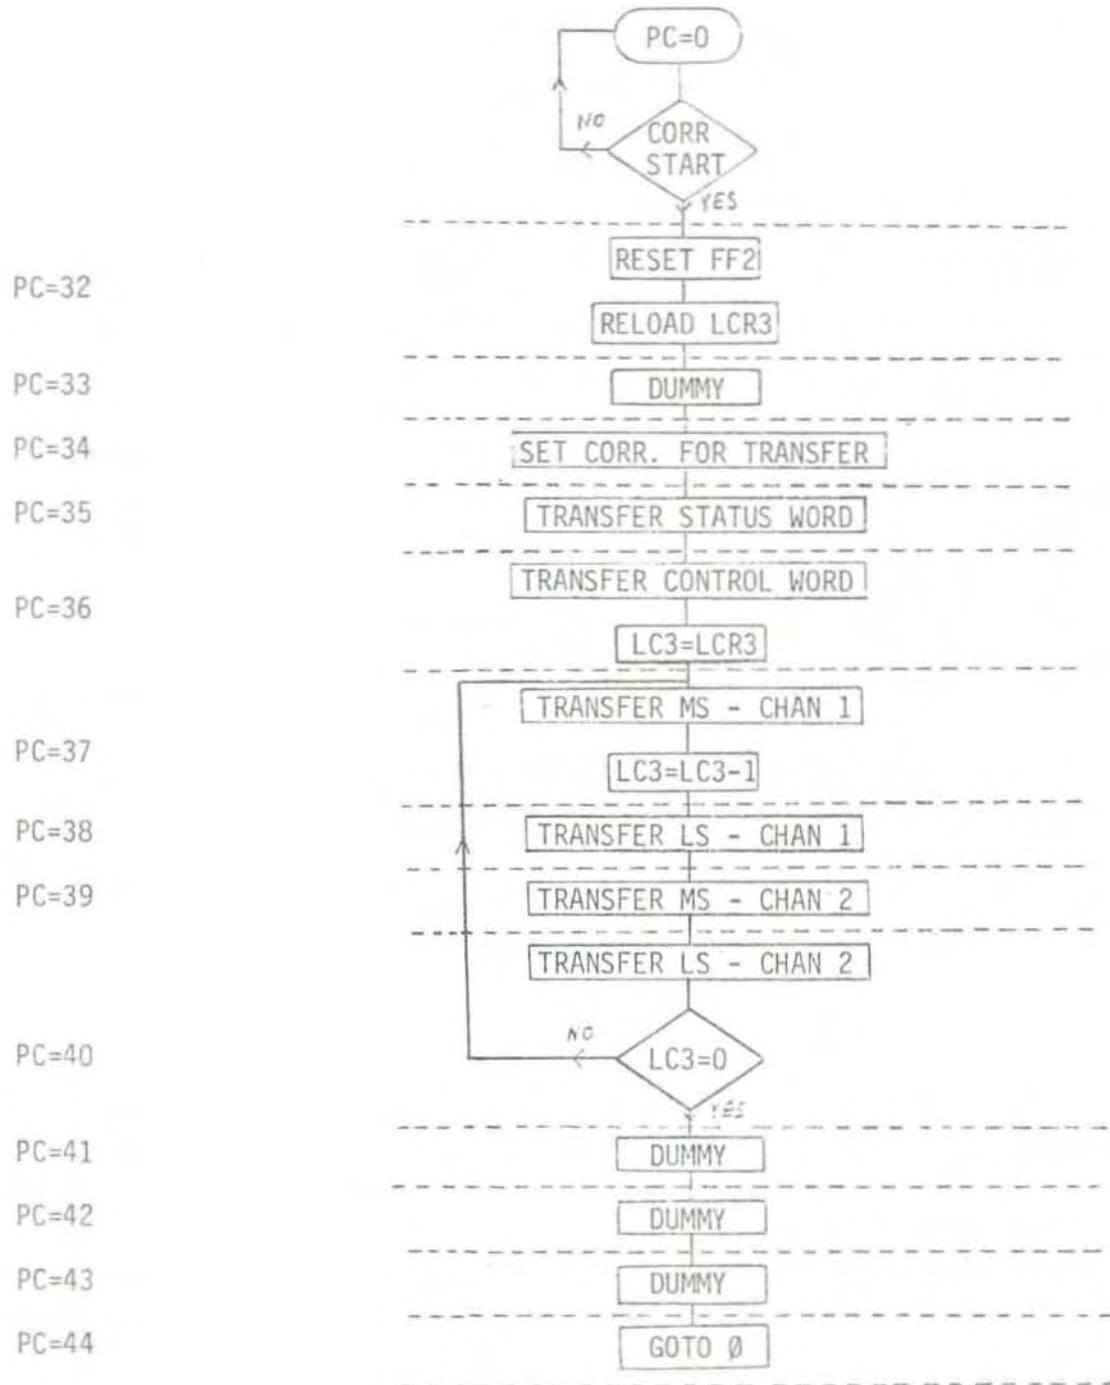 PC=0
NO
CORR
START
YES
RESET FF2
PC=32
RELOAD LCR3
PC=33
DUMMY
PC=34
SET CORR. FOR TRANSFER
PC=35
TRANSFER STATUS WORD
TRANSFER CONTROL WORD
PC=36
LC3=LCR3
TRANSFER MS - CHAN 1
PC=37
LC3=LC3-1
PC=38
TRANSFER LS - CHAN 1
PC=39
TRANSFER MS - CHAN 2
TRANSFER LS - CHAN 2
NO
PC=40
LC3=0
YES
PC=41
DUMMY
PC=42
DUMMY
PC=43
DUMMY
PC=44
GOTO Ø